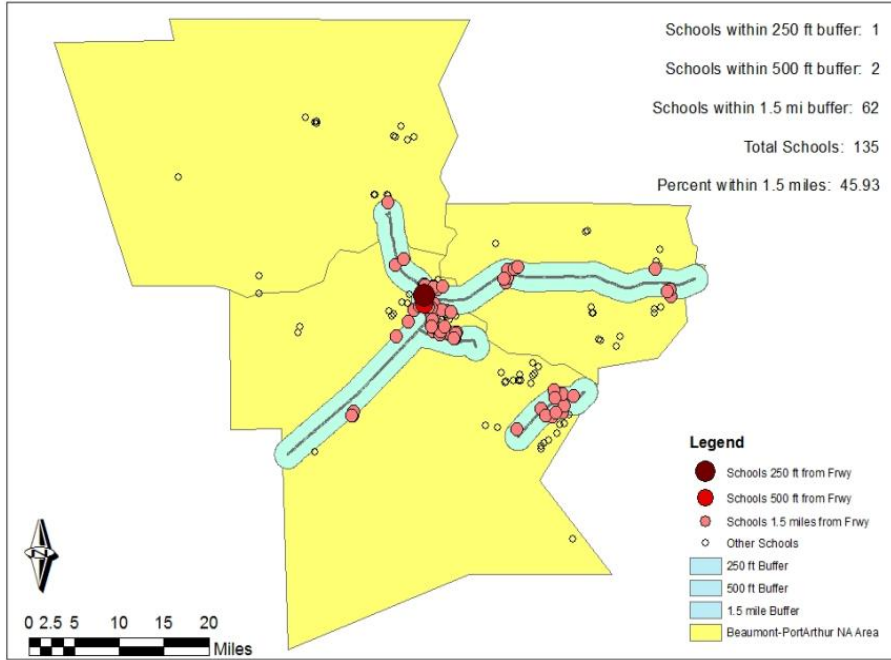 Schools within 250 ft buffer: 1
Schools within 500 ft buffer: 2
Schools within 1.5 mi buffer: 62
Total Schools: 135
Percent within 1.5 miles: 45.93
Legend
Schools 250 ft from Frwy
Schools 500 ft from Frwy
Schools 1.5 miles from Frwy
Other Schools
250 ft Buffer
500 ft Buffer
1.5 mile Buffer
Beaumont-PortArthur NA Area
N
0 2.5 5 10 15 20
Miles